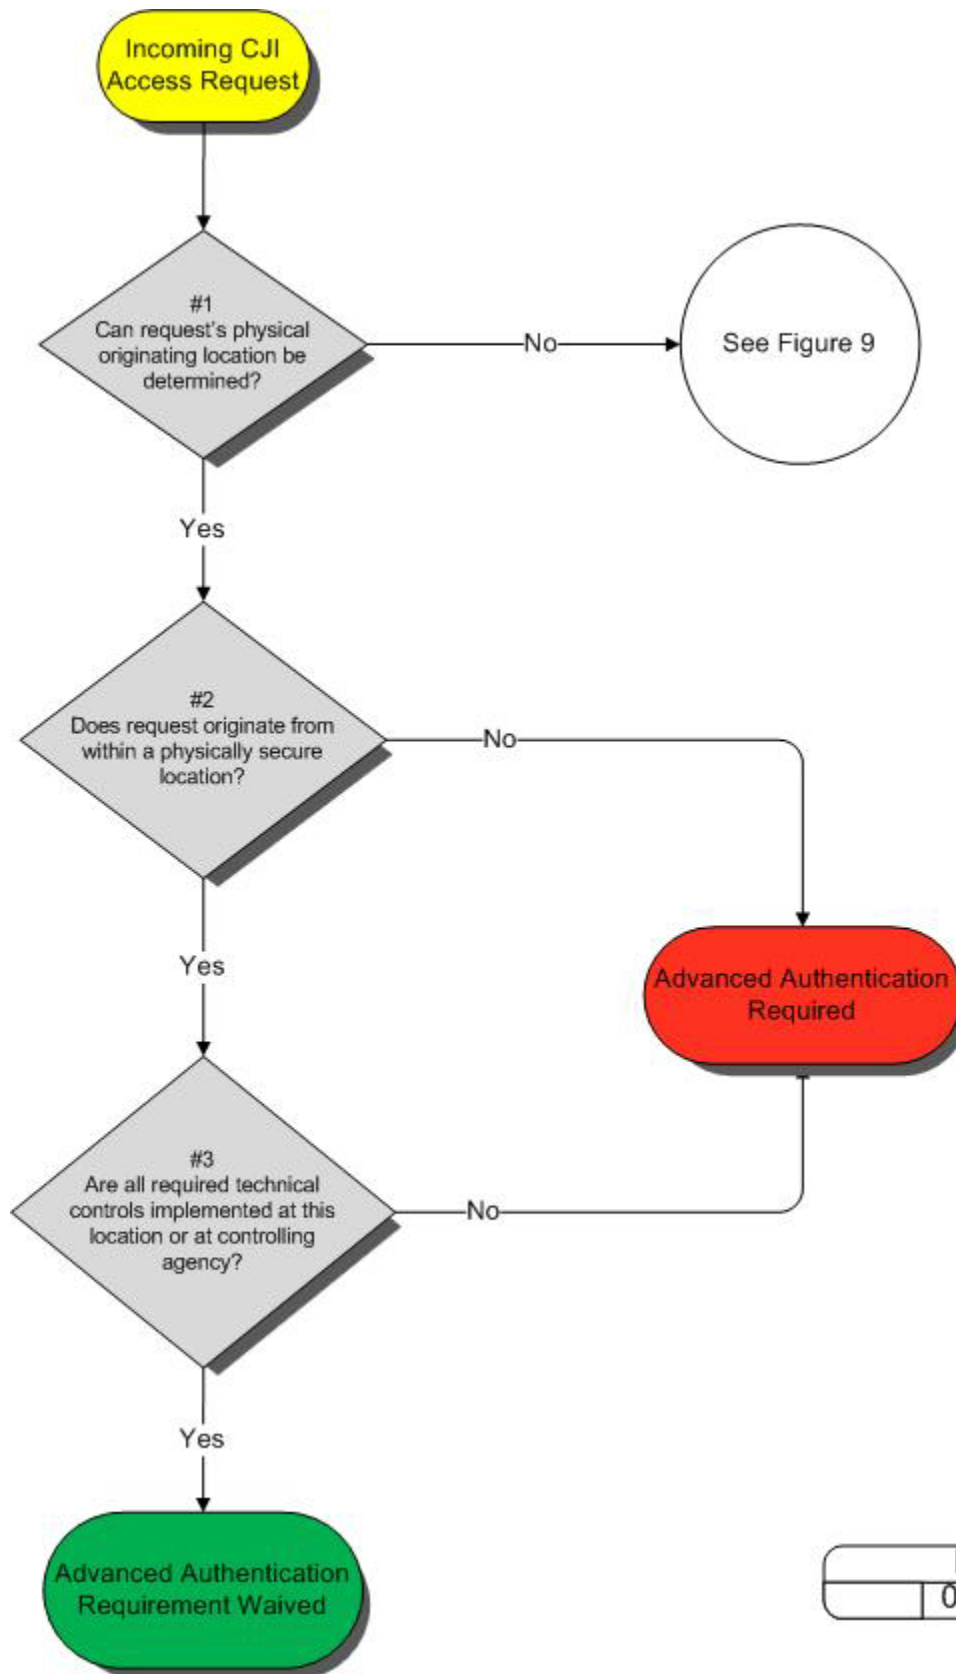 Incoming CJI
Access Request
#1
Can request's physical
originating location be
determined?
No
See Figure 9
Yes
#2
Does request originate from
within a physically secure
location?
No
Yes
Advanced Authentication
Required
#3
Are all required technical
controls implemented at this
location or at controlling
agency?
No
Yes
Advanced Authentication
Requirement Waived
0